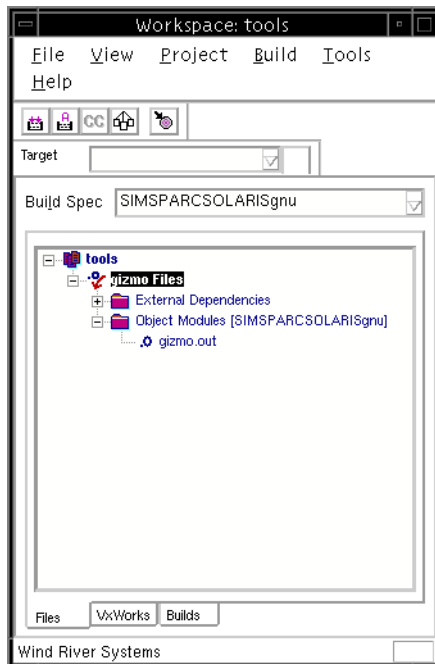 Workspace: tools
File View Project Build Tools
Help
CC
Target
Build Spec SIMSPARCSOLARISgnu
tools
gizmo Files
External Dependencies
Object Modules [SIMSPARCSOLARISgnu]
gizmo.out
Files VxWorks Builds
Wind River Systems